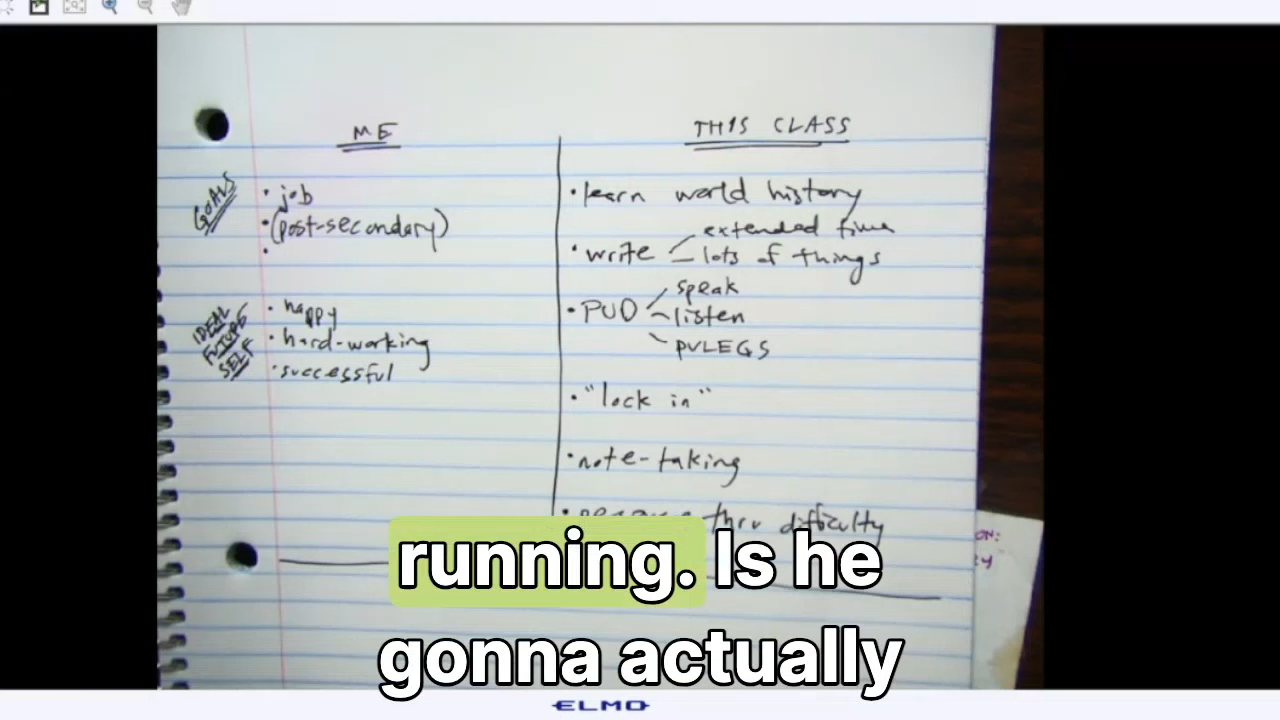 ME
THIS CLASS
GOALS
• job
• (post-secondary)
•
IDEAL
FUTURE
SELF
• happy
• hard-working
• successful
• learn world history
• write
extended time
lots of things
• PUD
speak
listen
PVLEGS
• "lock in"
• note-taking
thru difficulty
ON:
running. Is he
gonna actually
ELMO